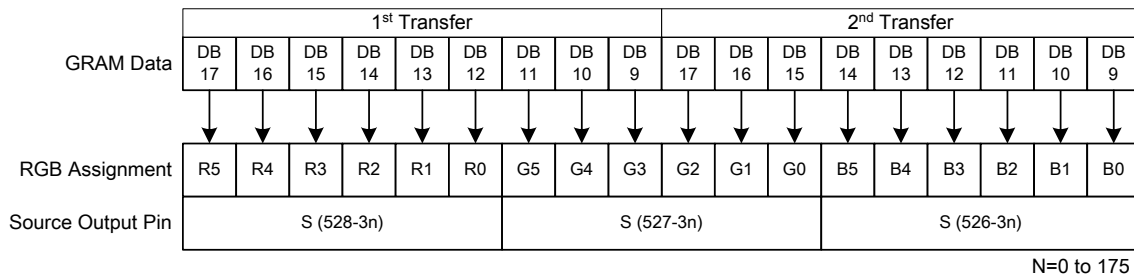 1st Transfer 2nd Transfer
GRAM Data DB 17 DB 16 DB 15 DB 14 DB 13 DB 12 DB 11 DB 10 DB 9 DB 17 DB 16 DB 15 DB 14 DB 13 DB 12 DB 11 DB 10 DB 9
RGB Assignment R5 R4 R3 R2 R1 R0 G5 G4 G3 G2 G1 G0 B5 B4 B3 B2 B1 B0
Source Output Pin S (528-3n) S (527-3n) S (526-3n)
N=0 to 175